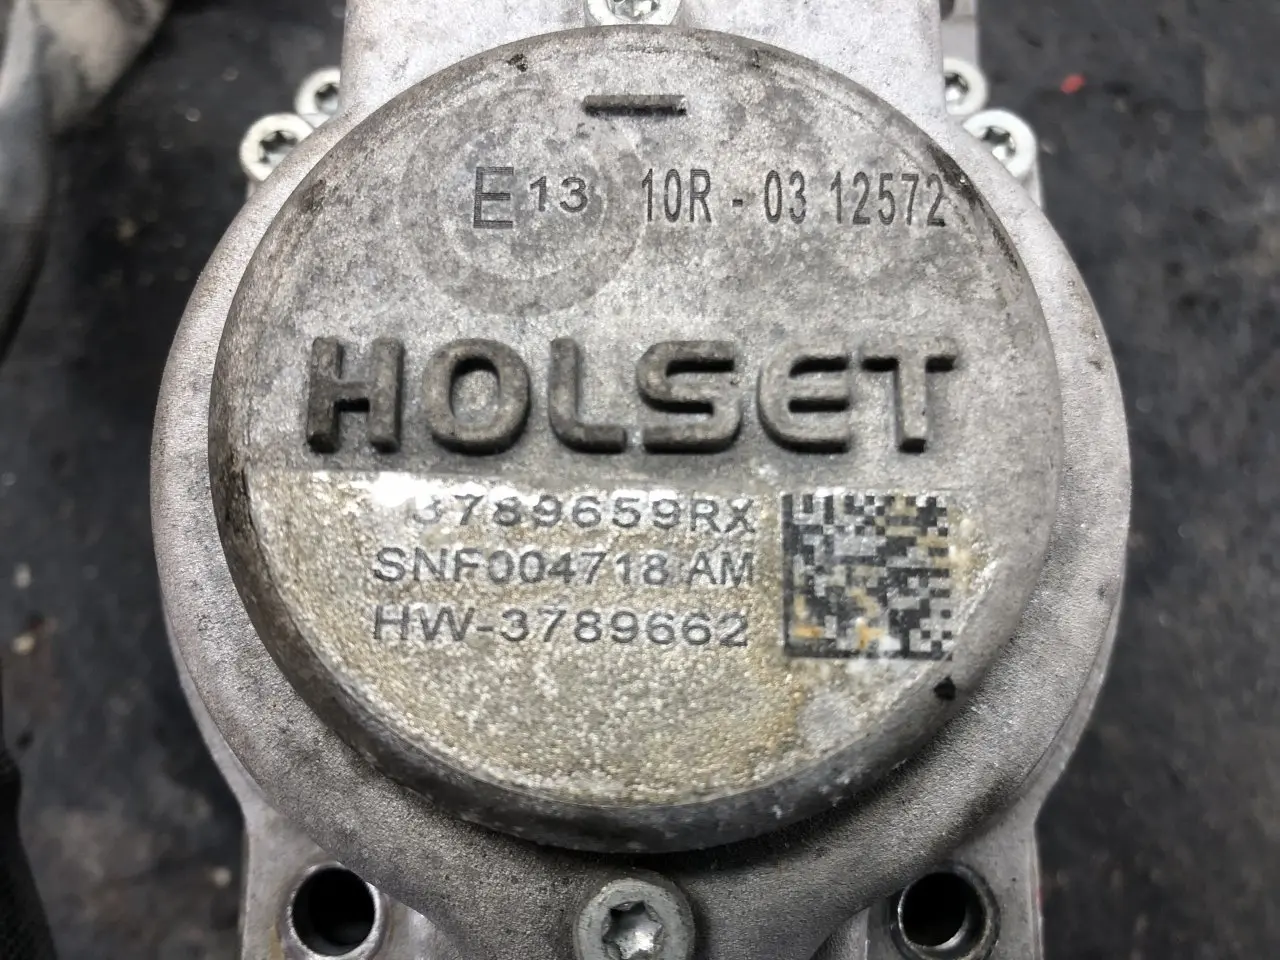 E13 10R - 03 12572
HOLSET
3789659RX
SNF004718 AM
HW-3789662